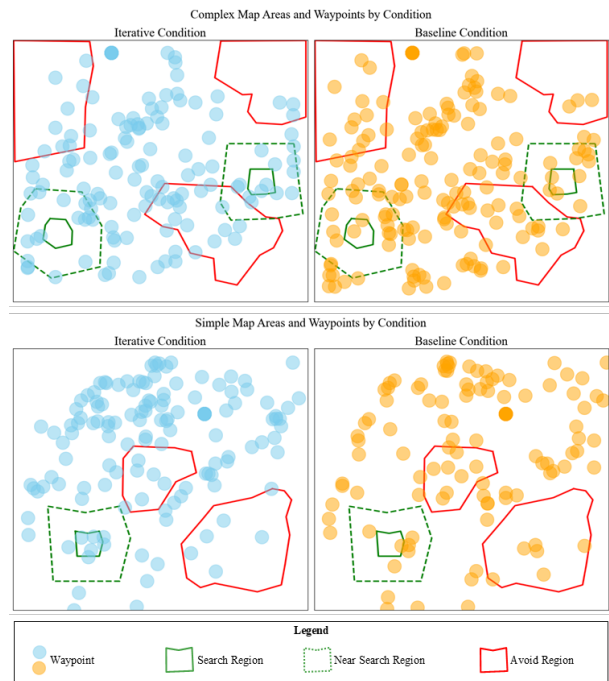 Complex Map Areas and Waypoints by Condition
Iterative Condition
Baseline Condition
Simple Map Areas and Waypoints by Condition
Iterative Condition
Baseline Condition
Legend
Waypoint
Search Region
Near Search Region
Avoid Region